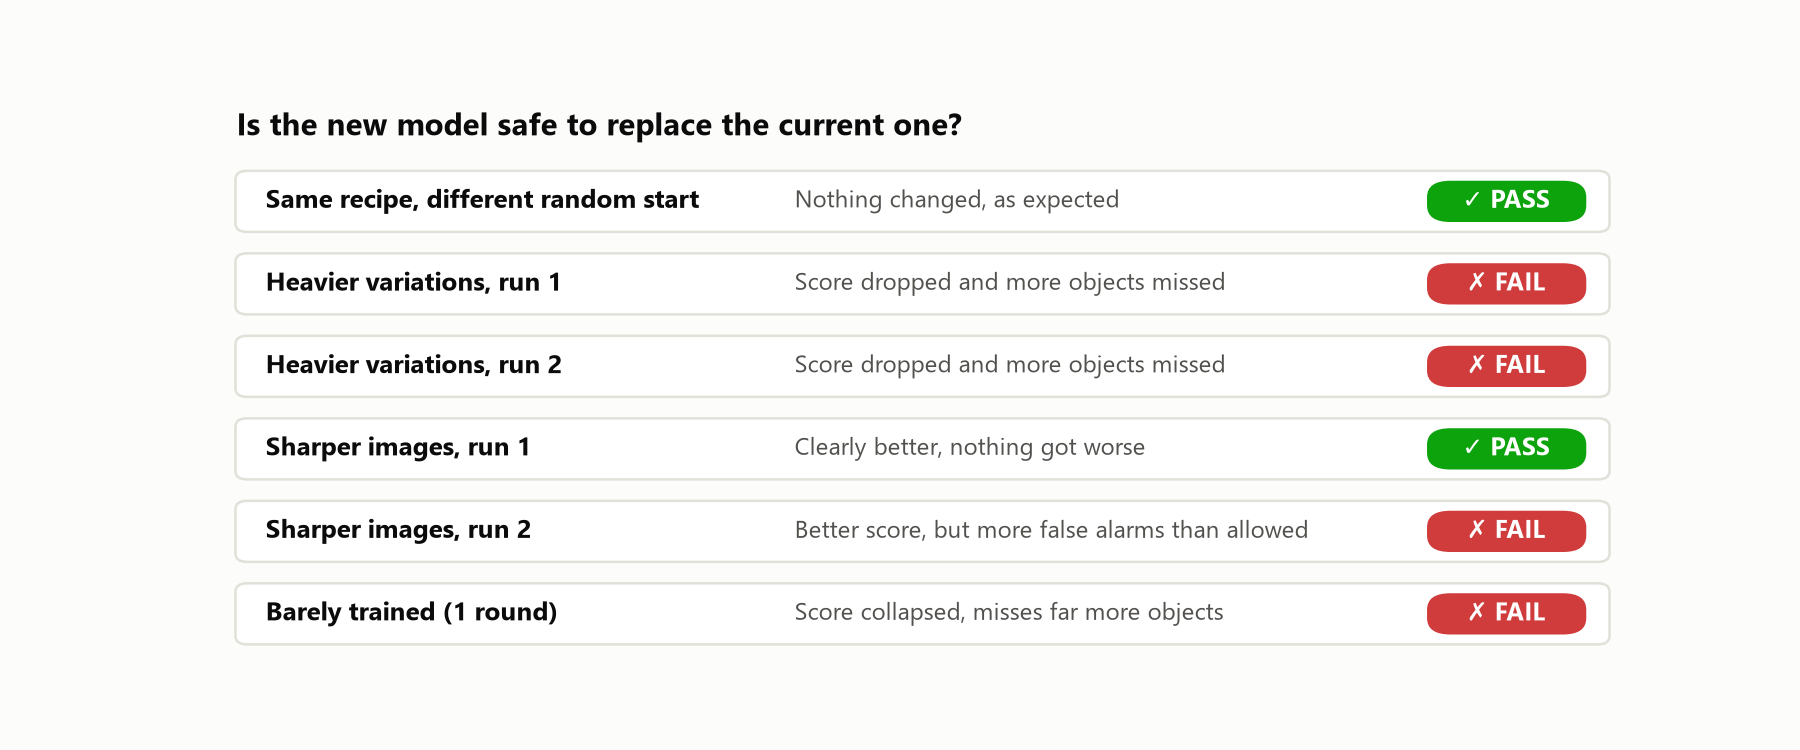 Is the new model safe to replace the current one?
Same recipe, different random start Nothing changed, as expected ✓ PASS
Heavier variations, run 1 Score dropped and more objects missed ✗ FAIL
Heavier variations, run 2 Score dropped and more objects missed ✗ FAIL
Sharper images, run 1 Clearly better, nothing got worse ✓ PASS
Sharper images, run 2 Better score, but more false alarms than allowed ✗ FAIL
Barely trained (1 round) Score collapsed, misses far more objects ✗ FAIL